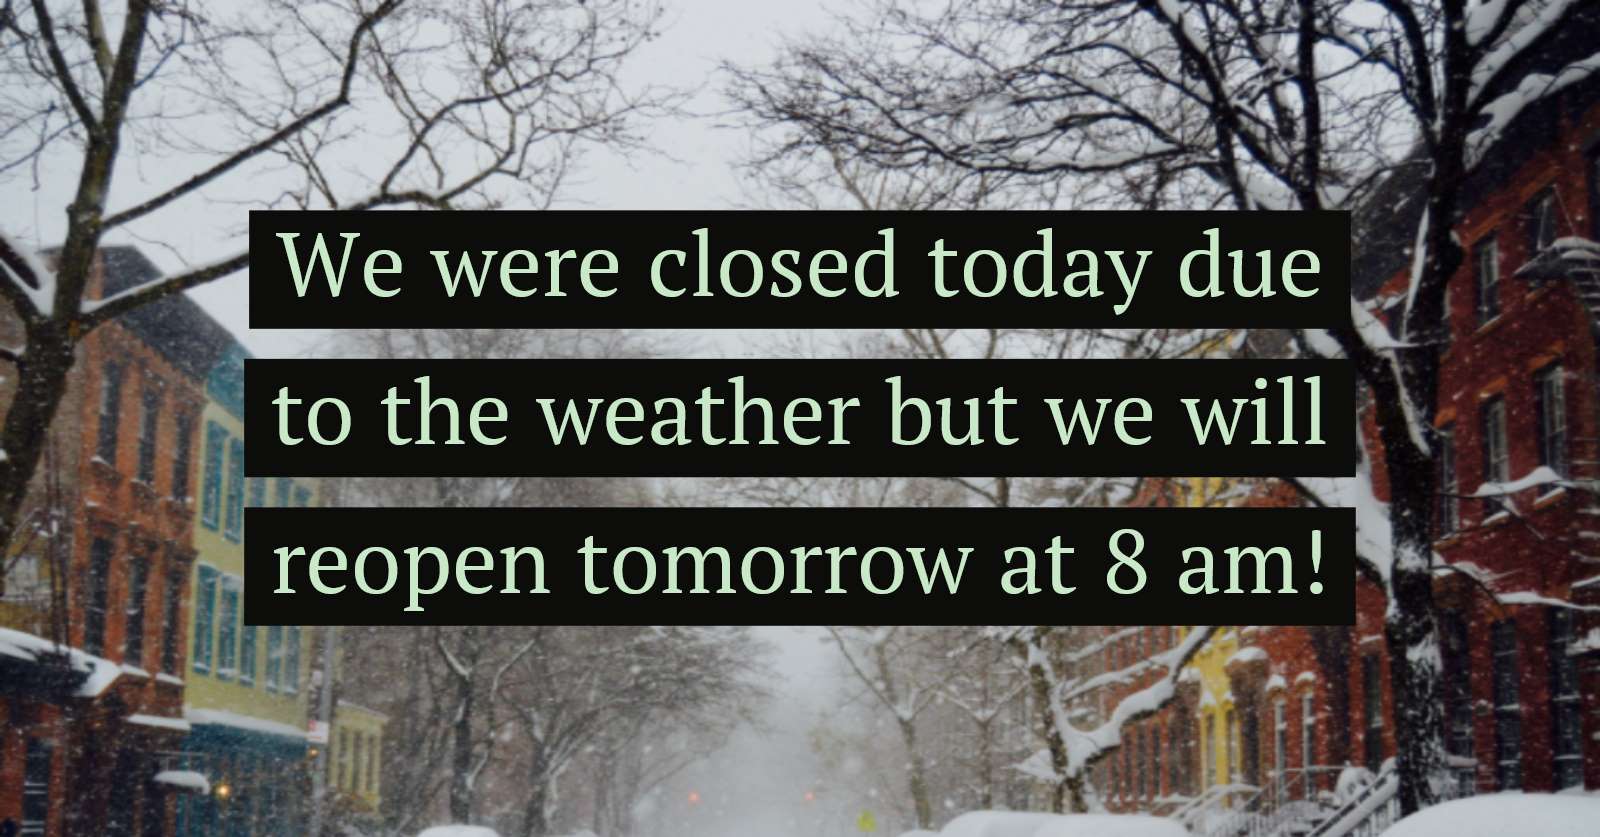 We were closed today due
to the weather but we will
reopen tomorrow at 8 am!